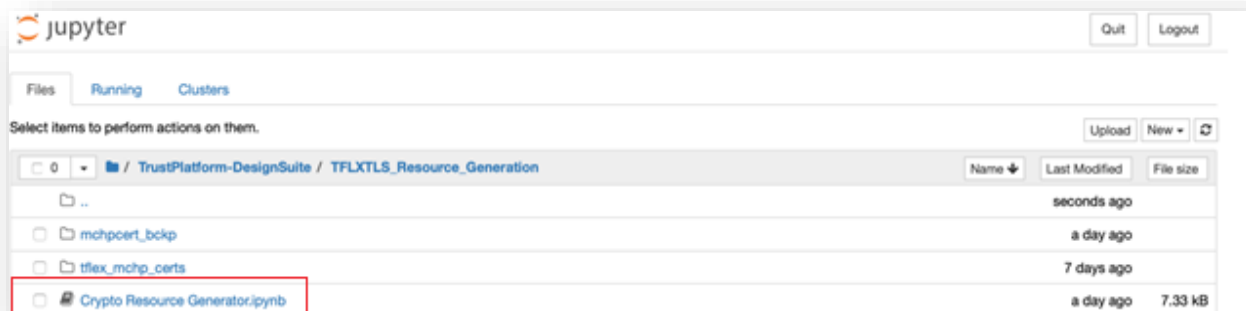 jupyter Quit Logout
Files Running Clusters
Select items to perform actions on them. Upload New
0 / TrustPlatform-DesignSuite / TFLXTLS_Resource_Generation Name Last Modified File size
.. seconds ago
mchpcert_bckp a day ago
tflex_mchp_certs 7 days ago
Crypto Resource Generator.ipynb a day ago 7.33 kB